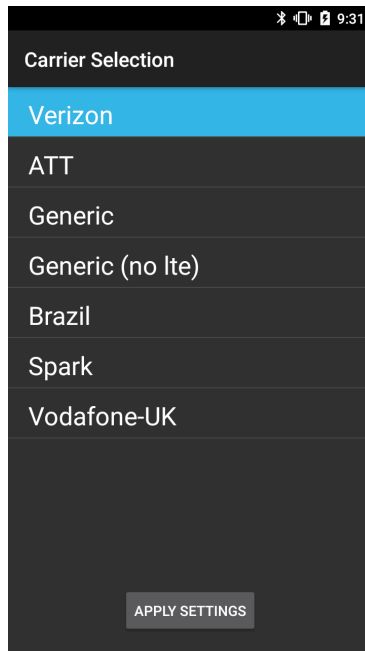 9:31
Carrier Selection
Verizon
ATT
Generic
Generic (no lte)
Brazil
Spark
Vodafone-UK
APPLY SETTINGS